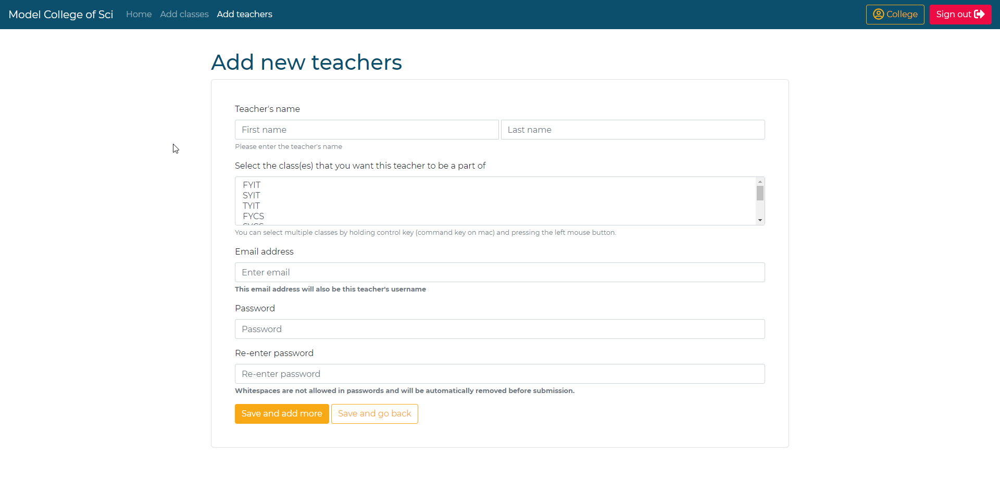 Model College of Sci Home Add classes Add teachers College Sign out
Add new teachers
Teacher's name
First name Last name
Please enter the teacher's name
Select the class(es) that you want this teacher to be a part of
FYIT
SYIT
TYIT
FYCS
You can select multiple classes by holding control key (command key on mac) and pressing the left mouse button.
Email address
Enter email
This email address will also be this teacher's username
Password
Password
Re-enter password
Re-enter password
Whitespaces are not allowed in passwords and will be automatically removed before submission.
Save and add more Save and go back